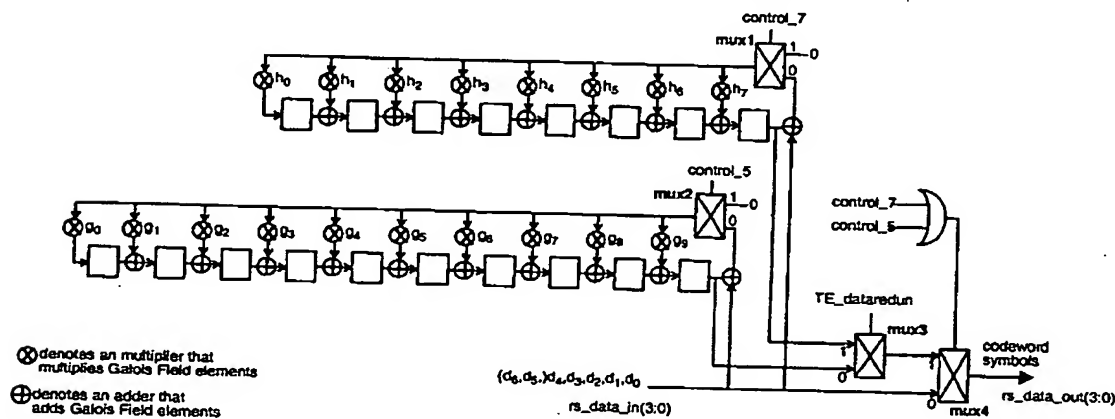 control_7
mux1
1
0
0
h0
h1
h2
h3
h4
h5
h6
h7
control_5
mux2
1
0
0
g0
g1
g2
g3
g4
g5
g6
g7
g8
g9
control_7
control_5
TE_dataredun
mux3
1
0
codeword
symbols
1
0
mux4
rs_data_out(3:0)
{d6,d5,}d4,d3,d2,d1,d0
rs_data_in(3:0)
⊗ denotes an multiplier that
multiplies Galois Field elements
⊕ denotes an adder that
adds Galois Field elements